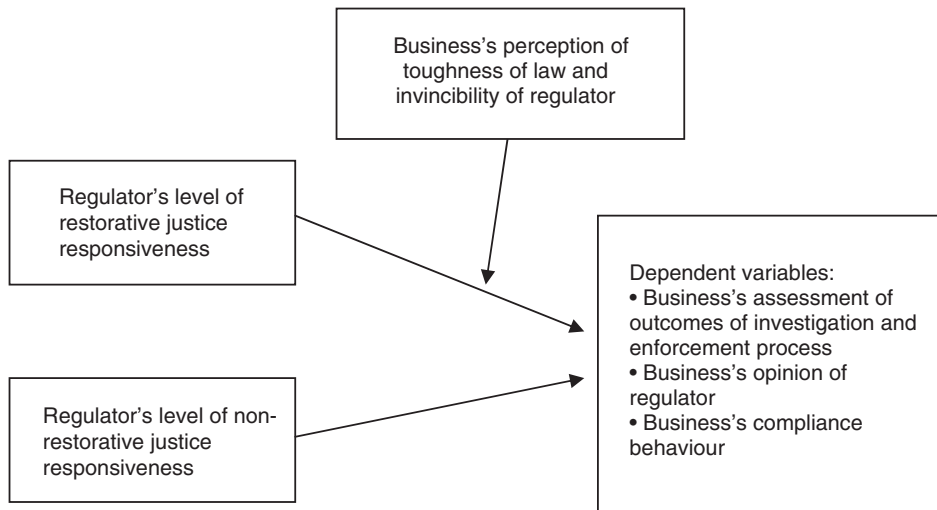 Business’s perception of
toughness of law and
invincibility of regulator
Regulator’s level of
restorative justice
responsiveness
Dependent variables:
• Business’s assessment of
outcomes of investigation and
enforcement process
• Business’s opinion of
regulator
• Business’s compliance
behaviour
Regulator’s level of non-
restorative justice
responsiveness